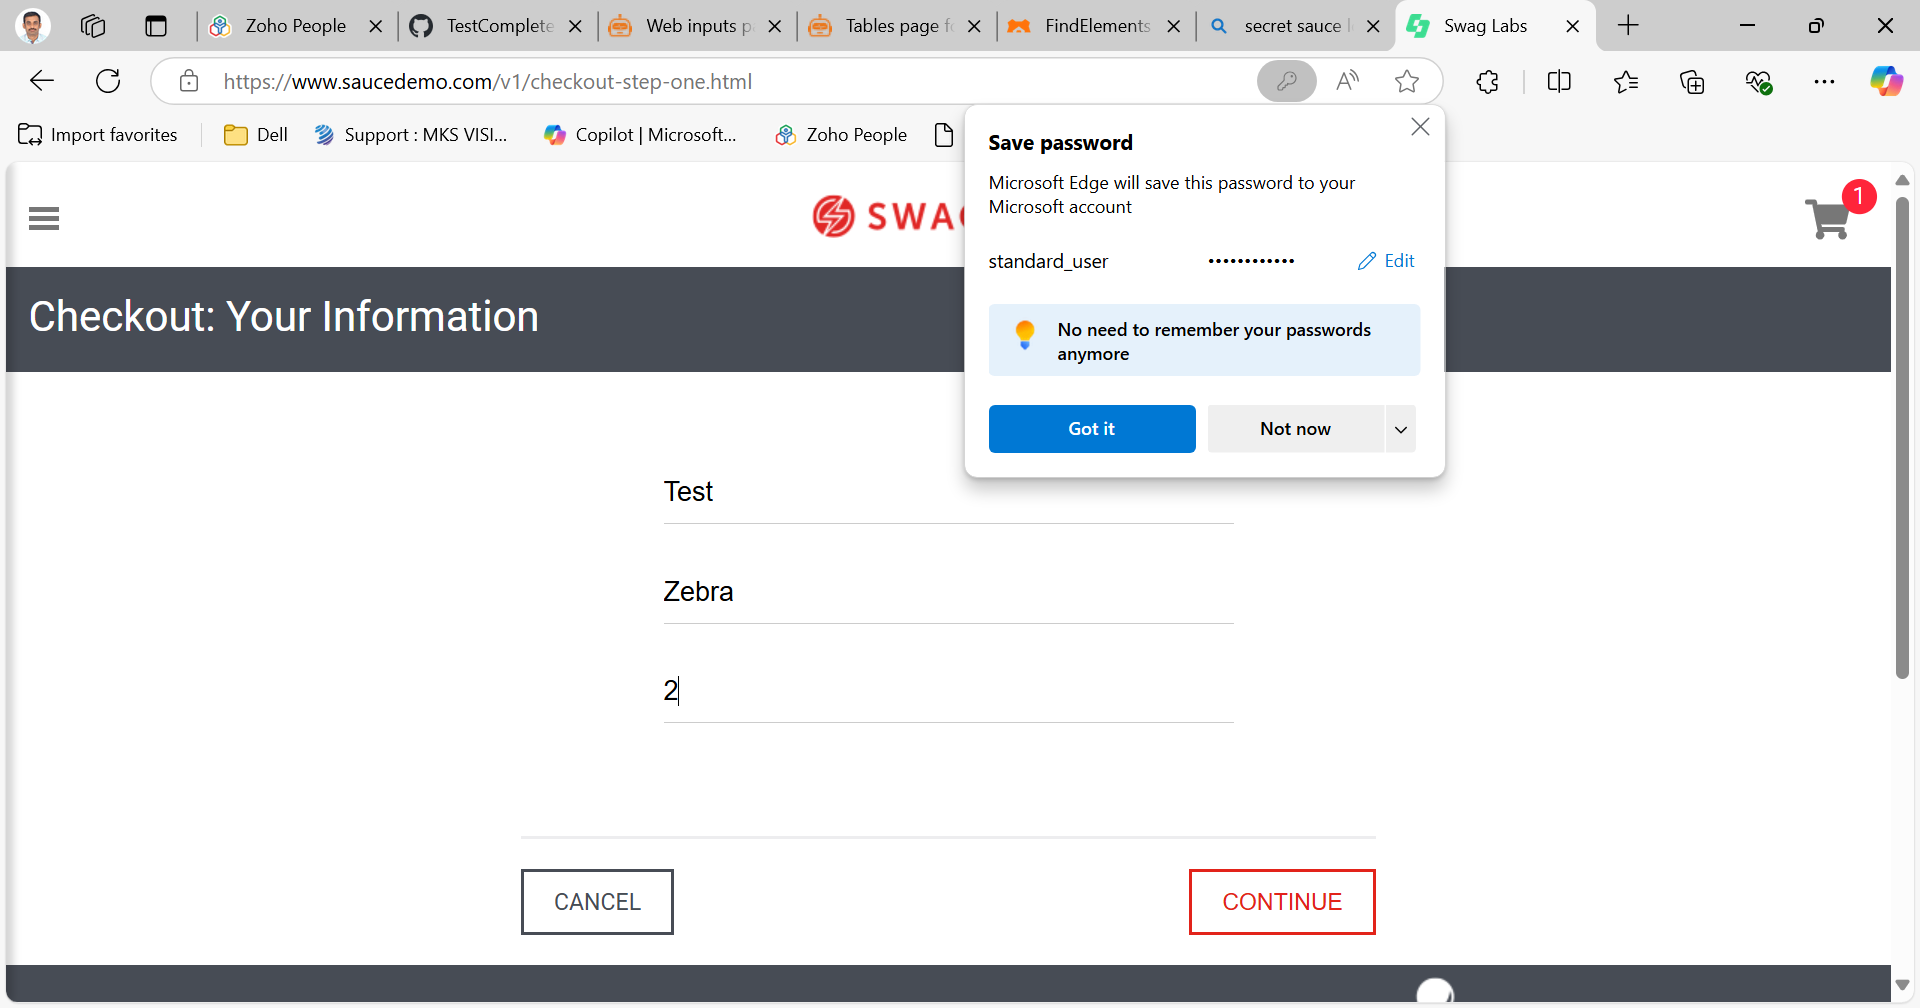 Zoho People
TestComplete
Web inputs p
Tables page fo
FindElements
secret sauce l
Swag Labs
https://www.saucedemo.com/v1/checkout-step-one.html
Import favorites
Dell
Support : MKS VISI...
Copilot | Microsoft...
Zoho People
Save password
Microsoft Edge will save this password to your
Microsoft account
standard_user
••••••••••••
Edit
No need to remember your passwords
anymore
Got it
Not now
SWAG
1
Checkout: Your Information
Test
Zebra
2
CANCEL
CONTINUE